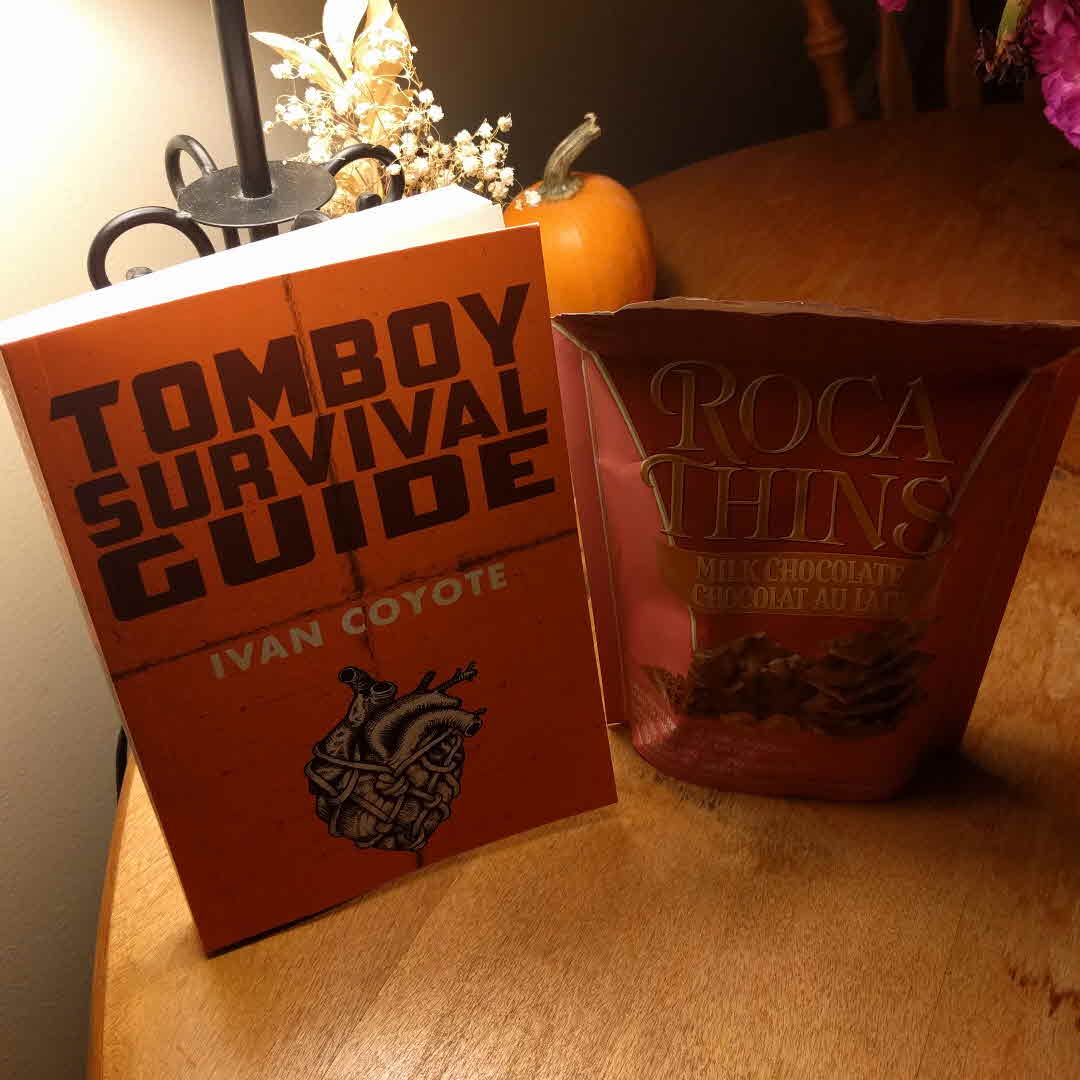 TOMBOY
SURVIVAL
GUIDE
IVAN COYOTE
ROCA
THINS
MILK CHOCOLATE
CHOCOLAT AU LAIT